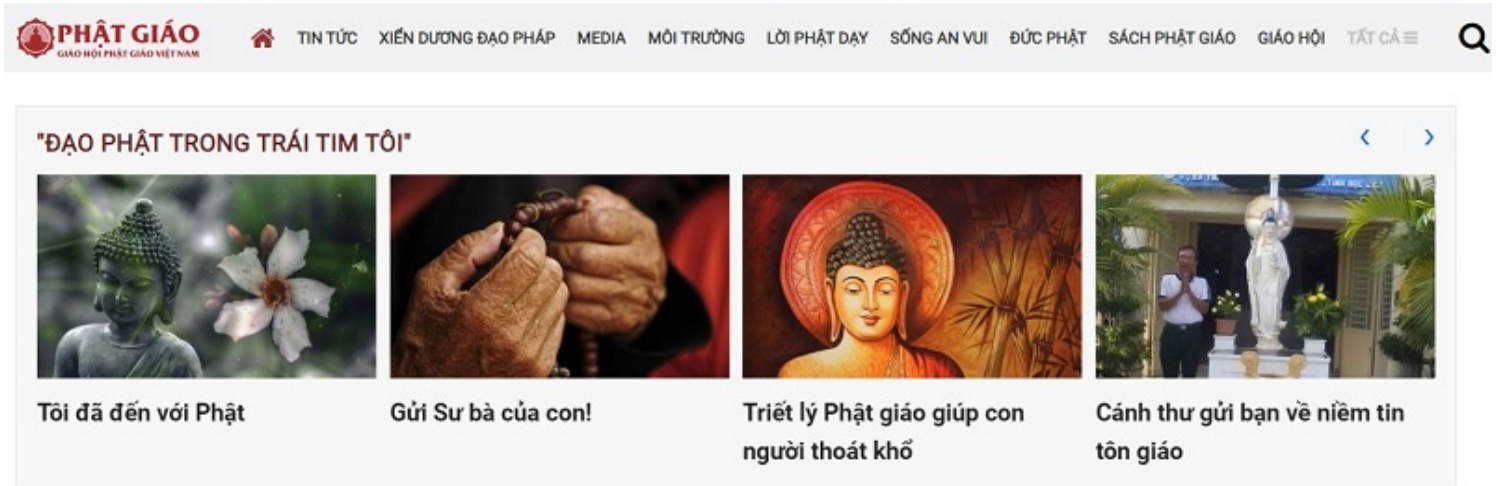 PHẬT GIÁO
GIÁO HỘI PHẬT GIÁO VIỆT NAM
TIN TỨC XIỂN DƯƠNG ĐẠO PHÁP MEDIA MÔI TRƯỜNG LỜI PHẬT DẠY SỐNG AN VUI ĐỨC PHẬT SÁCH PHẬT GIÁO GIÁO HỘI TẤT CẢ
"ĐẠO PHẬT TRONG TRÁI TIM TÔI"
Tôi đã đến với Phật
Gửi Sư bà của con!
Triết lý Phật giáo giúp con
người thoát khổ
Cánh thư gửi bạn về niềm tin
tôn giáo